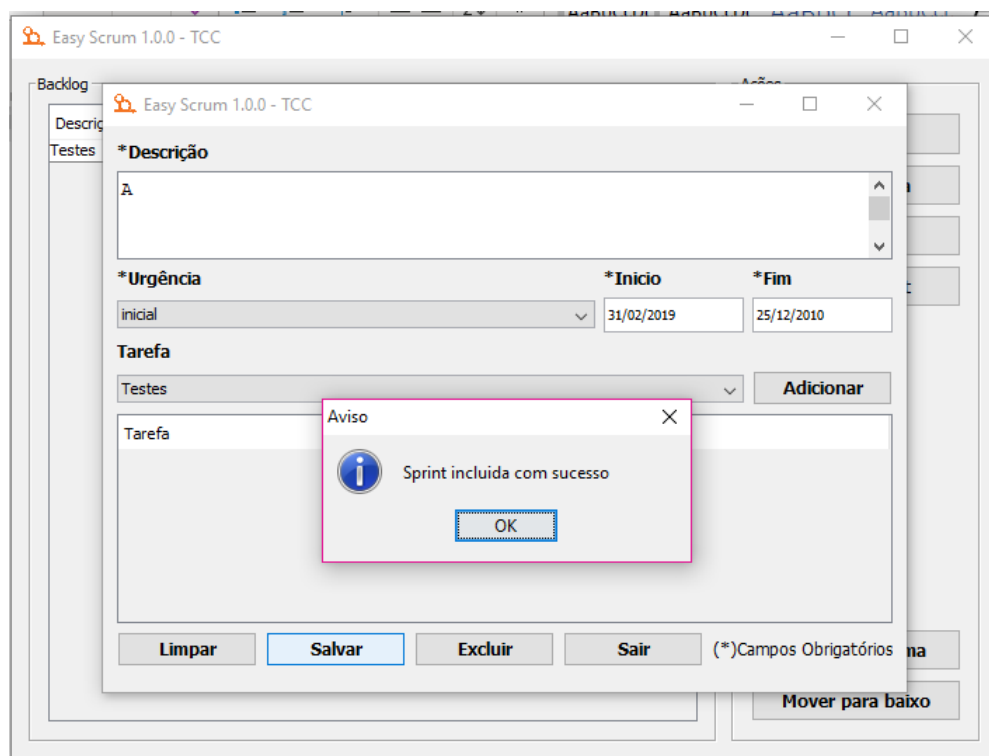 Easy Scrum 1.0.0 - TCC
Backlog
Ações
Easy Scrum 1.0.0 - TCC
Testes
*Descrição
A
*Urgência *Inicio *Fim
inicial 31/02/2019 25/12/2010
Tarefa
Testes Adicionar
Aviso
Tarefa
Sprint incluida com sucesso
OK
Limpar Salvar Excluir Sair (*)Campos Obrigatórios
Mover para baixo